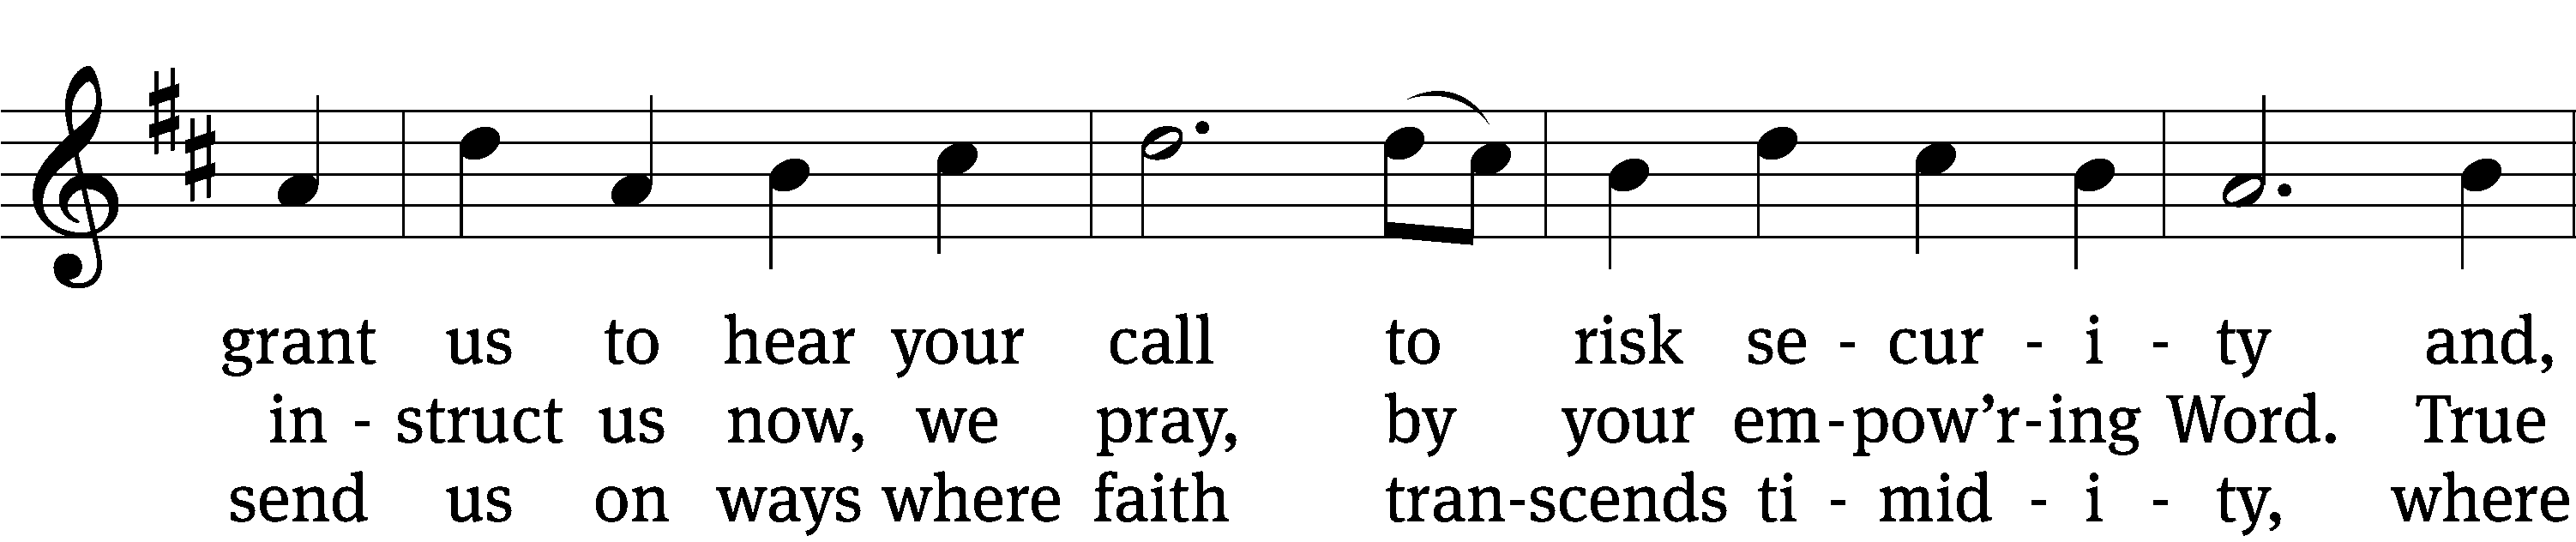 grant us to hear your call to risk se - cur - i - ty and,
in - struct us now, we pray, by your em - pow’r - ing Word. True
send us on ways where faith tran - scends ti - mid - i - ty, where